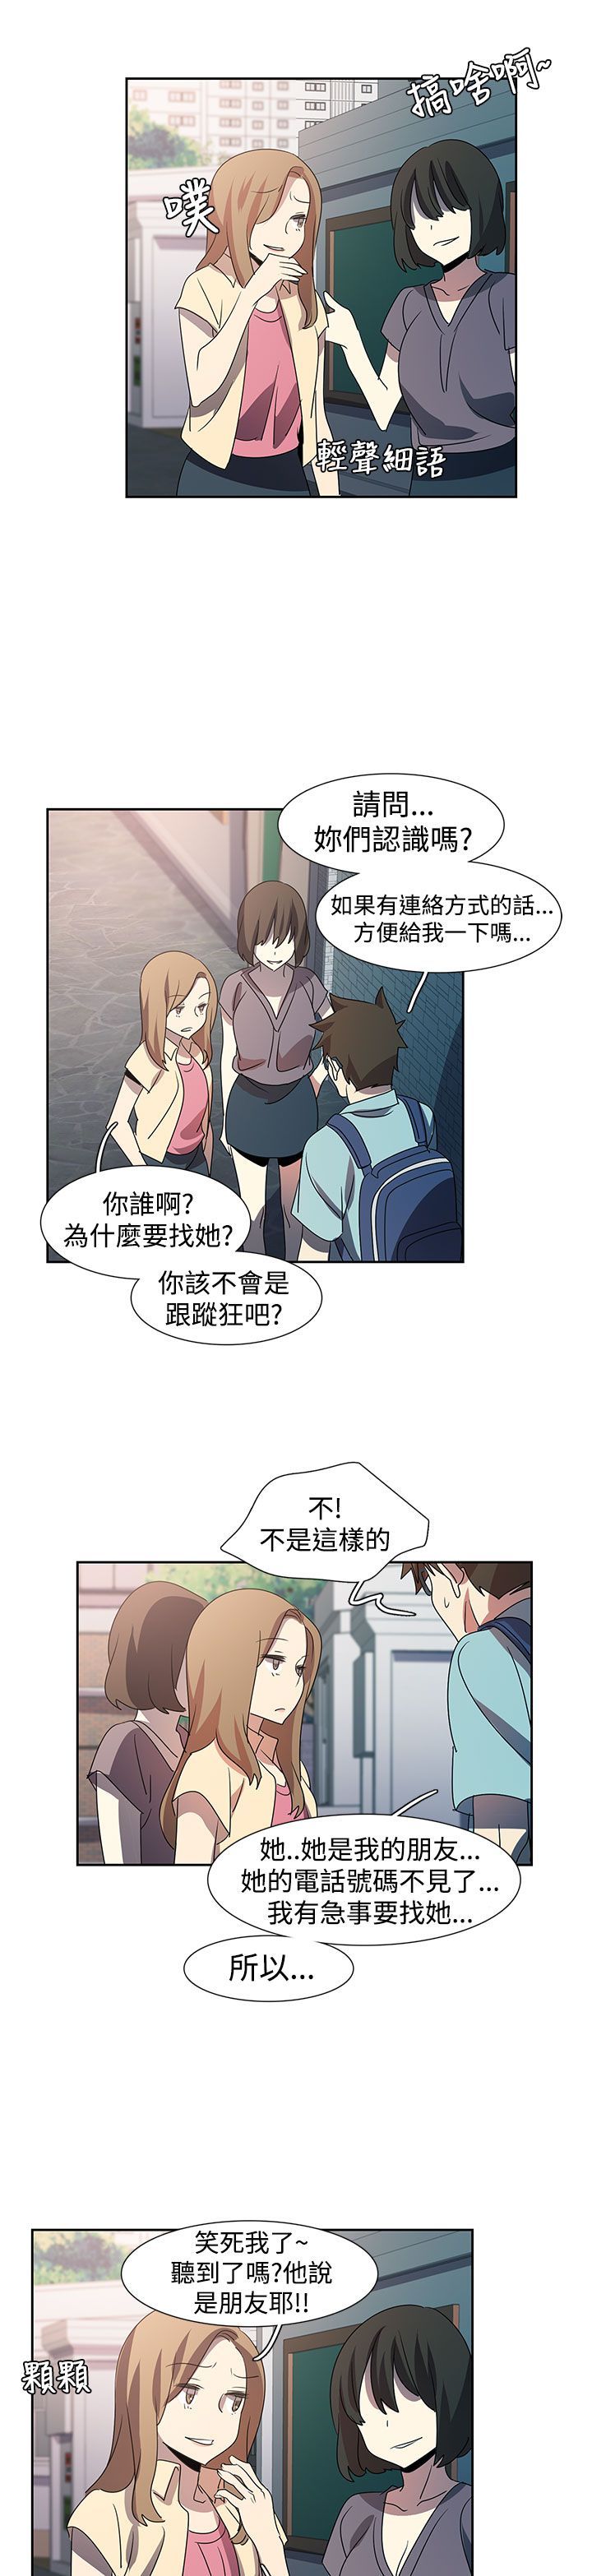 搞啥啊~
噗
輕聲細語
請問...
妳們認識嗎?
如果有連絡方式的話...
方便給我一下嗎...
你誰啊?
為什麼要找她?
你該不會是
跟蹤狂吧?
不!
不是這樣的
她..她是我的朋友...
她的電話號碼不見了...
我有急事要找她...
所以...
笑死我了~
聽到了嗎?他說
是朋友耶!!
顆顆